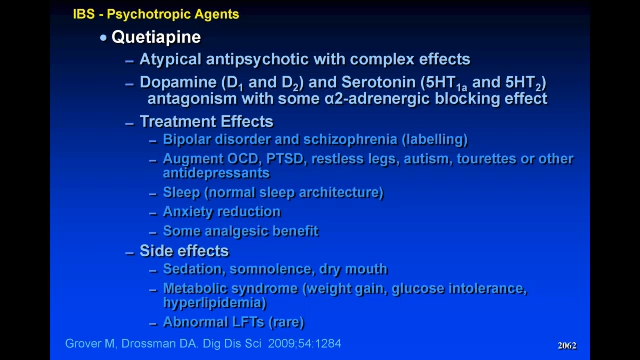 IBS - Psychotropic Agents
• Quetiapine
– Atypical antipsychotic with complex effects
– Dopamine (D1 and D2) and Serotonin (5HT1a and 5HT2)
antagonism with some α2-adrenergic blocking effect
– Treatment Effects
– Bipolar disorder and schizophrenia (labelling)
– Augment OCD, PTSD, restless legs, autism, tourettes or other
antidepressants
– Sleep (normal sleep architecture)
– Anxiety reduction
– Some analgesic benefit
– Side effects
– Sedation, somnolence, dry mouth
– Metabolic syndrome (weight gain, glucose intolerance,
hyperlipidemia)
– Abnormal LFTs (rare)
Grover M, Drossman DA. Dig Dis Sci 2009;54:1284
2062